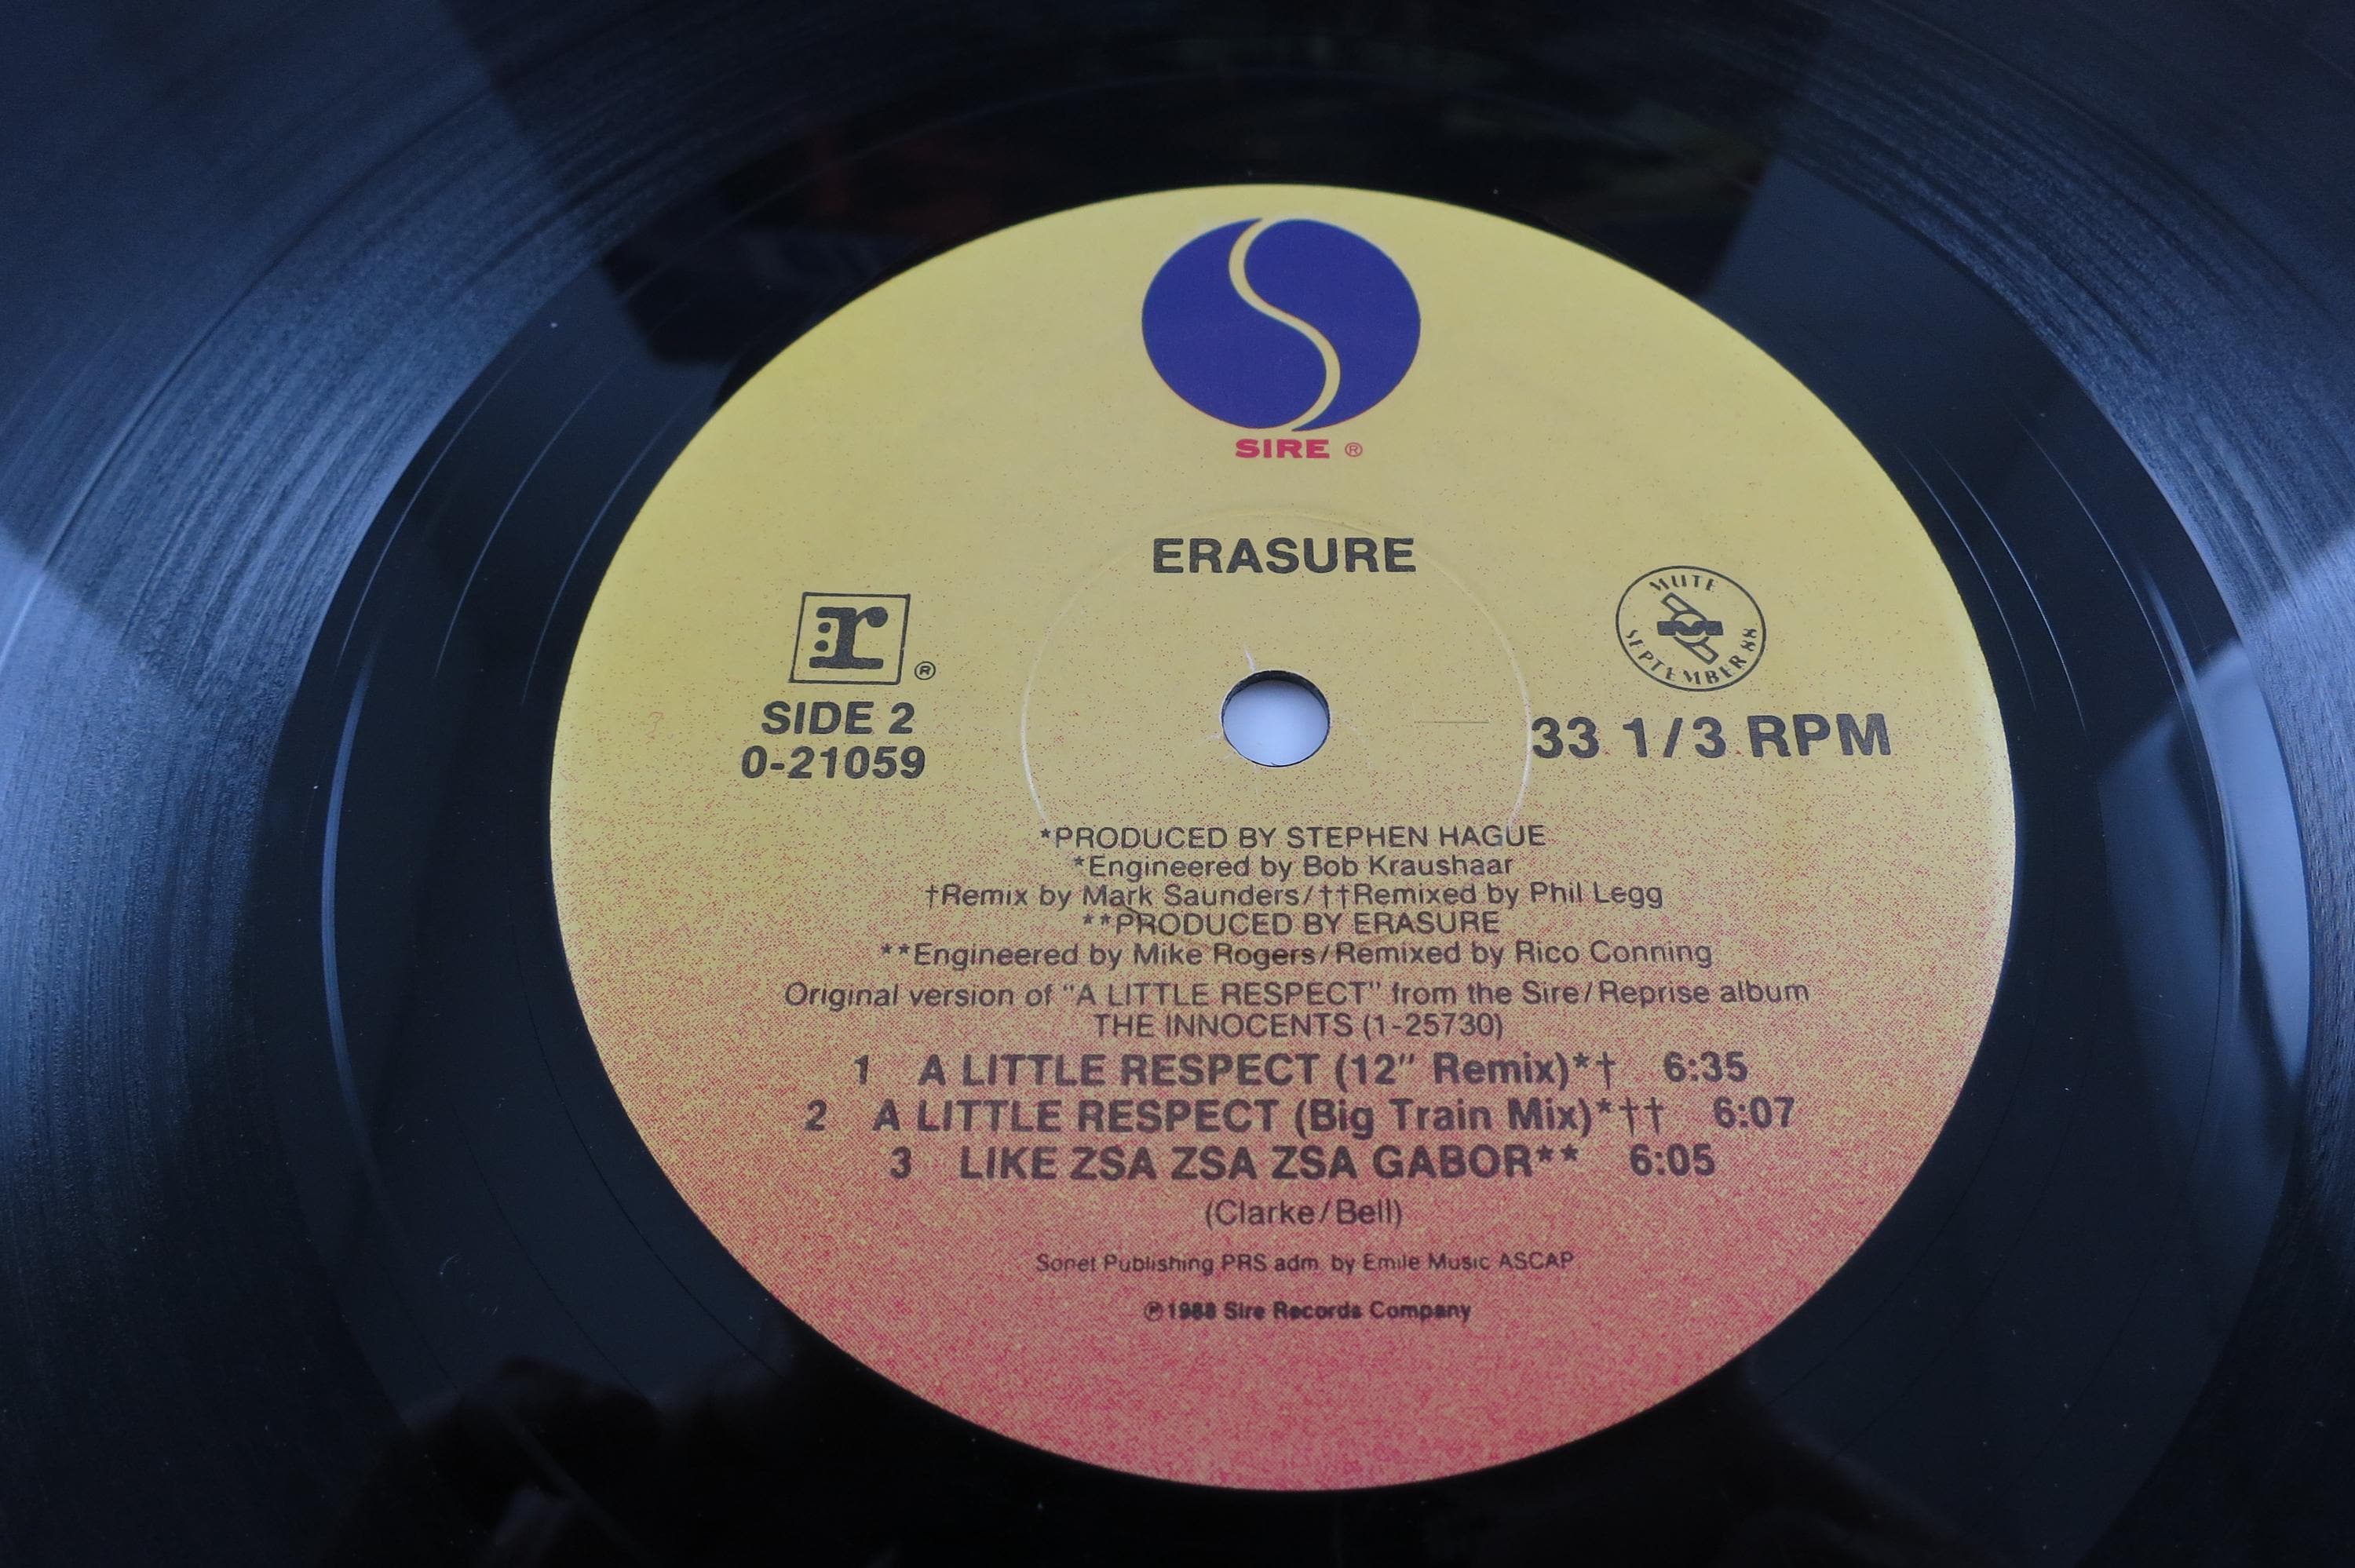 SIRE ®
ERASURE
r ®
MUTE
SEPTEMBER 88
SIDE 2
0-21059
33 1/3 RPM
*PRODUCED BY STEPHEN HAGUE
*Engineered by Bob Kraushaar
†Remix by Mark Saunders/††Remixed by Phil Legg
**PRODUCED BY ERASURE
**Engineered by Mike Rogers/Remixed by Rico Conning
Original version of "A LITTLE RESPECT" from the Sire/Reprise album
THE INNOCENTS (1-25730)
1 A LITTLE RESPECT (12" Remix)*† 6:35
2 A LITTLE RESPECT (Big Train Mix)*†† 6:07
3 LIKE ZSA ZSA ZSA GABOR** 6:05
(Clarke/Bell)
Sonet Publishing PRS adm. by Emile Music ASCAP
℗1988 Sire Records Company